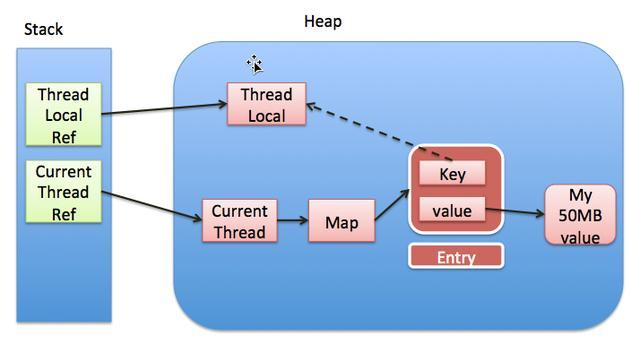 Stack
Heap
Thread
Local
Ref
Thread
Local
Current
Thread
Ref
Current
Thread
Map
Key
value
Entry
My
50MB
value